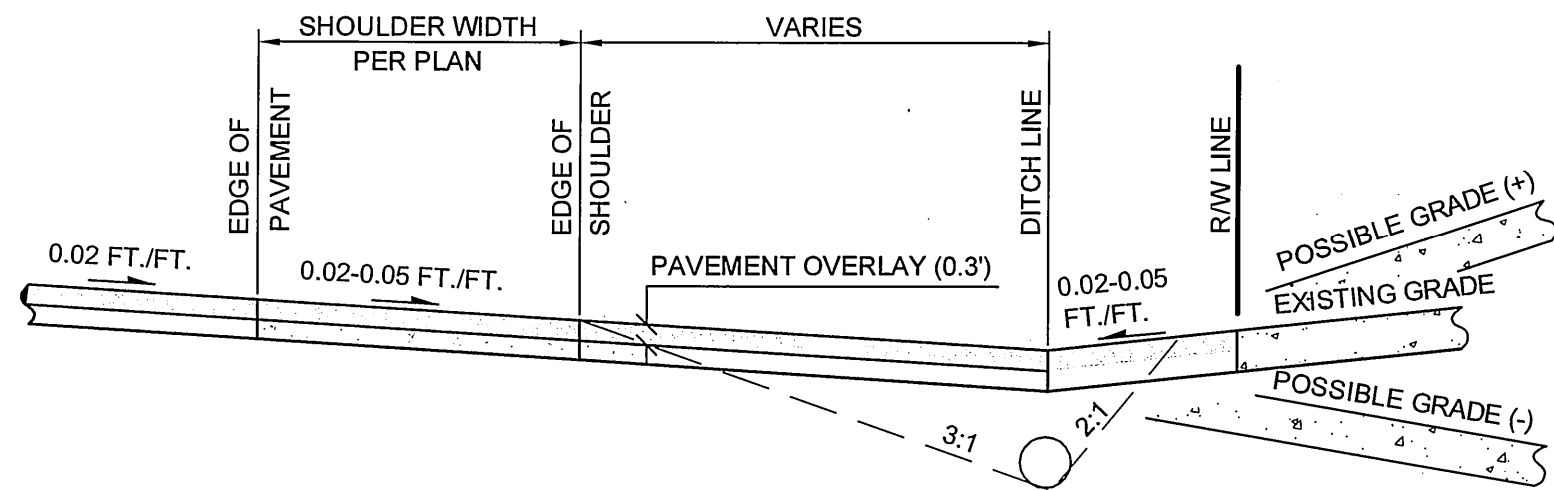 SHOULDER WIDTH
PER PLAN
VARIES
EDGE OF
PAVEMENT
EDGE OF
SHOULDER
DITCH LINE
R/W LINE
0.02 FT./FT.
0.02-0.05 FT./FT.
PAVEMENT OVERLAY (0.3')
0.02-0.05
FT./FT.
POSSIBLE GRADE (+)
EXISTING GRADE
POSSIBLE GRADE (-)
3:1
2:1